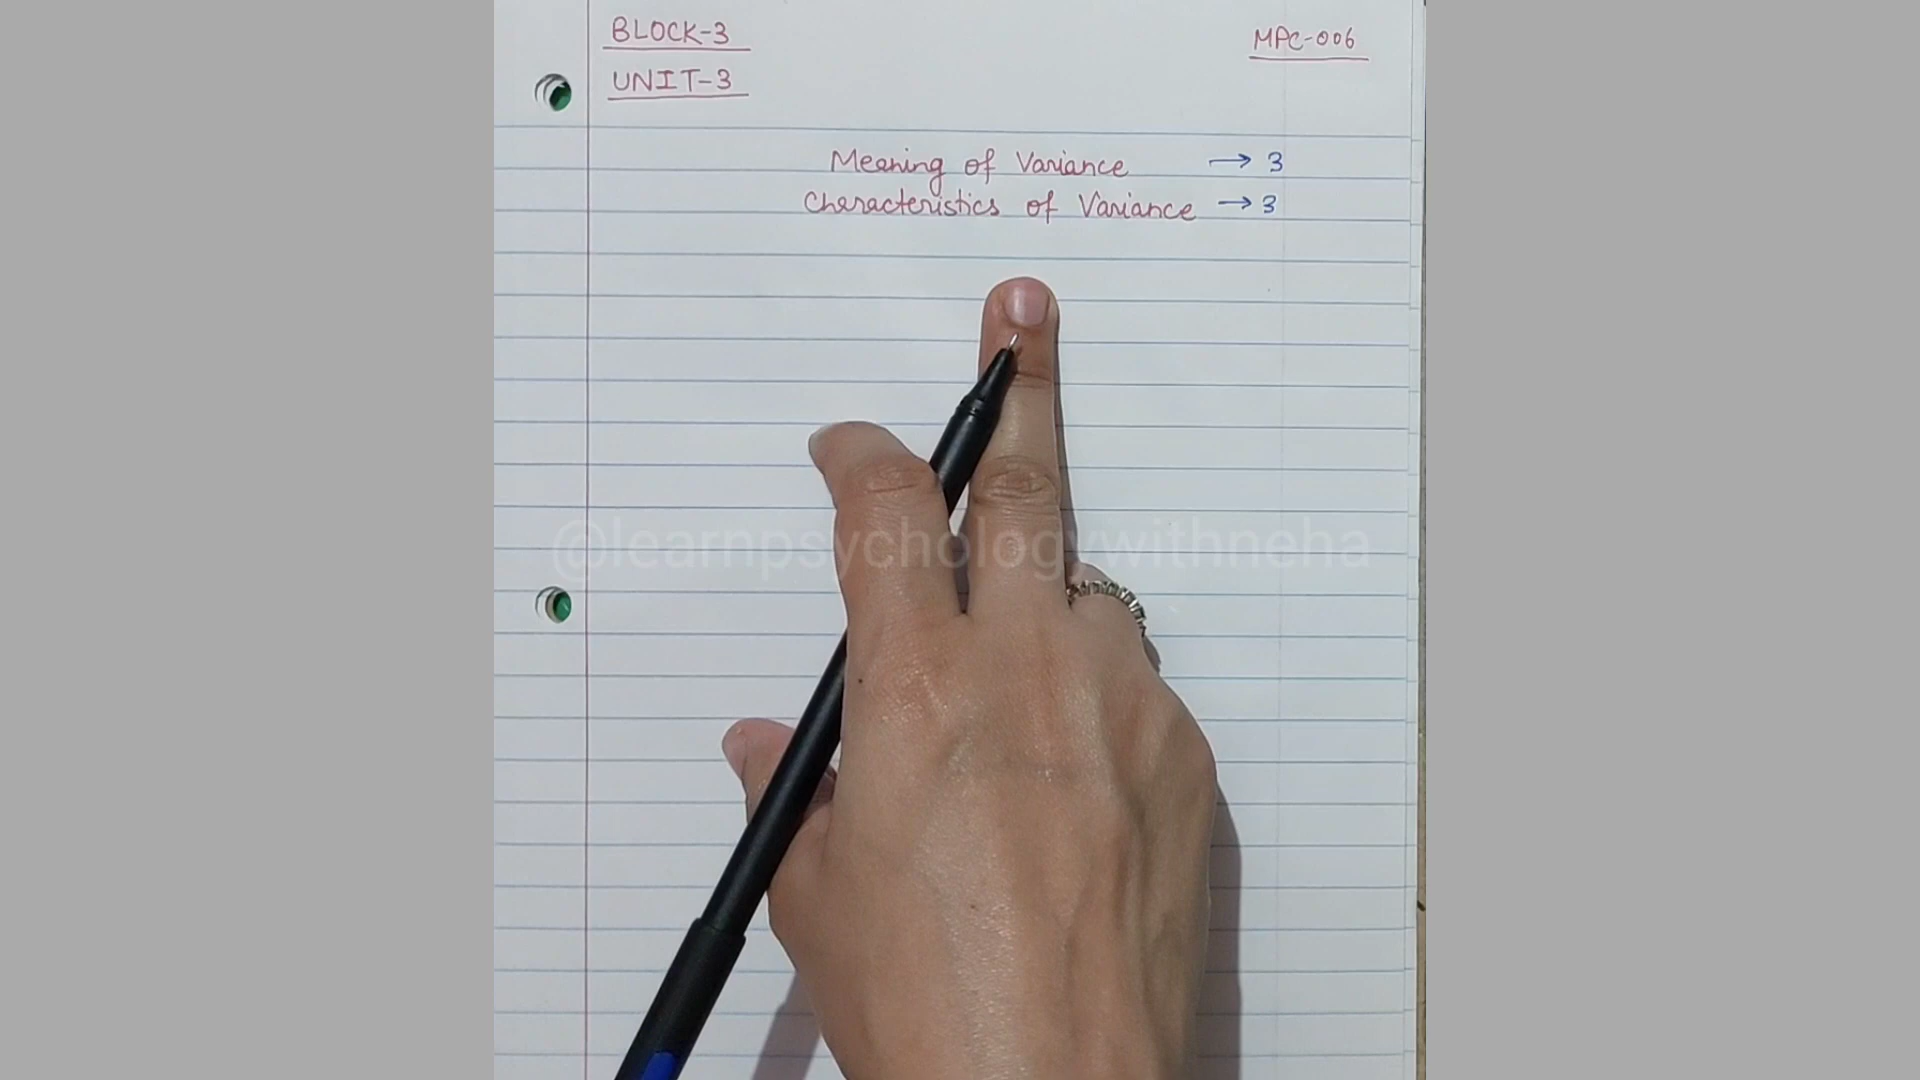 BLOCK-3
MPC-006
UNIT-3
Meaning of Variance → 3
Characteristics of Variance → 3
@learnpsychologywithneha